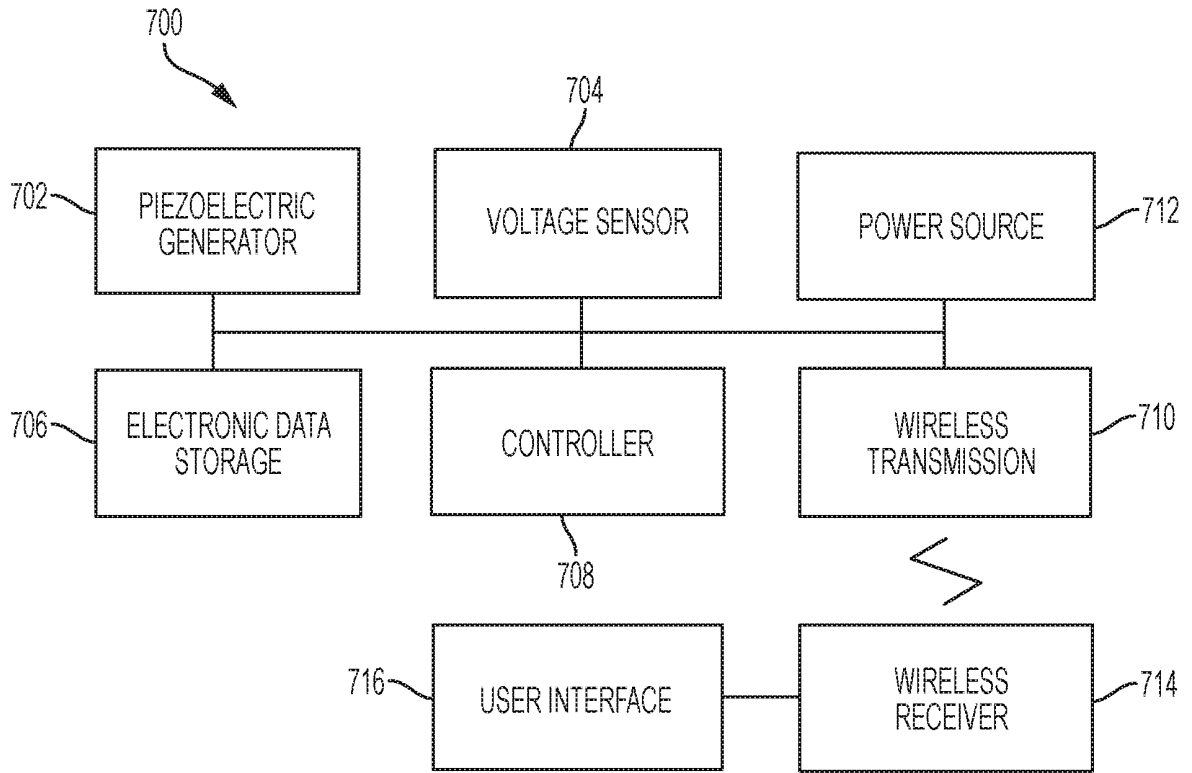 700
704
702
PIEZOELECTRIC
GENERATOR
VOLTAGE SENSOR
POWER SOURCE
712
706
ELECTRONIC DATA
STORAGE
CONTROLLER
WIRELESS
TRANSMISSION
710
708
716
USER INTERFACE
WIRELESS
RECEIVER
714